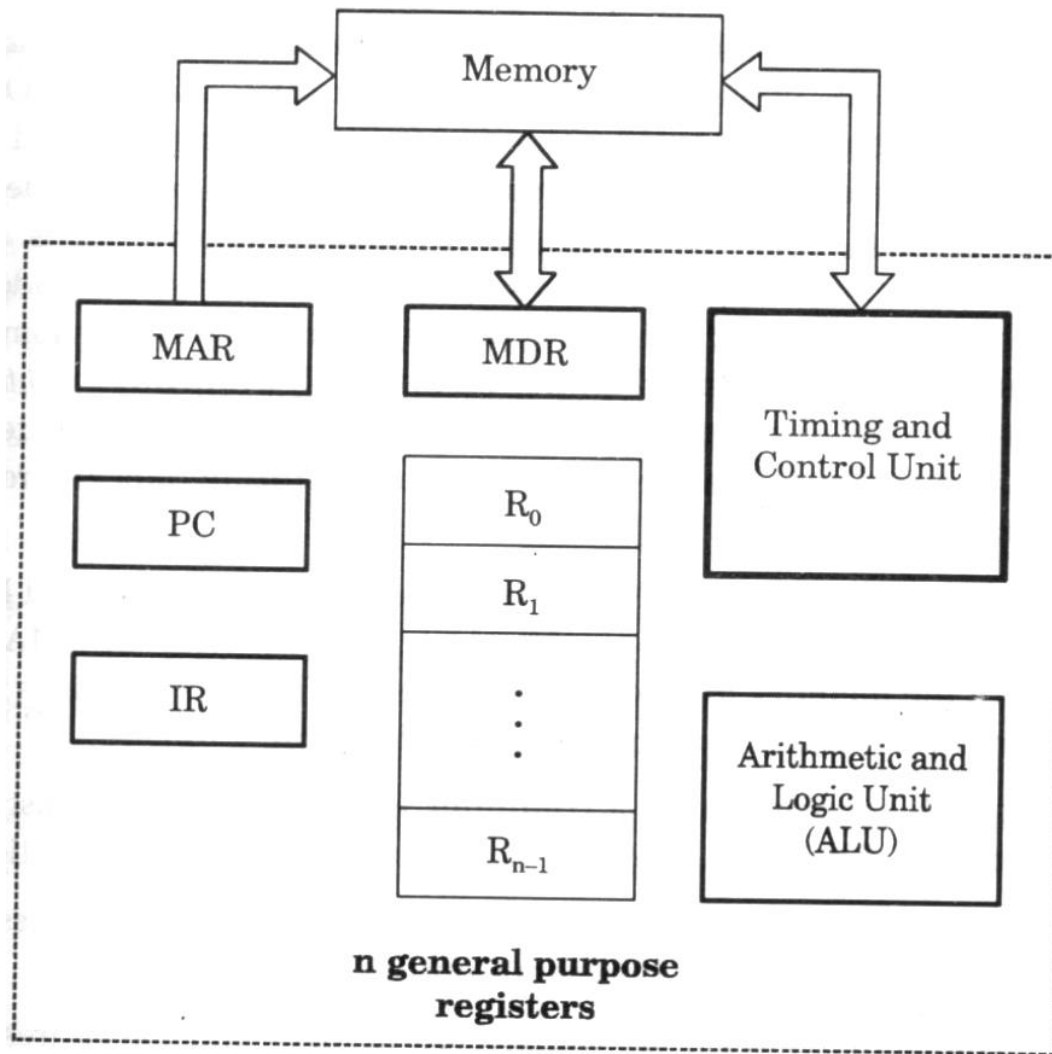 Memory
MAR
MDR
Timing and
Control Unit
PC
R₀
R₁
IR
Arithmetic and
Logic Unit
(ALU)
Rₙ₋₁
n general purpose
registers